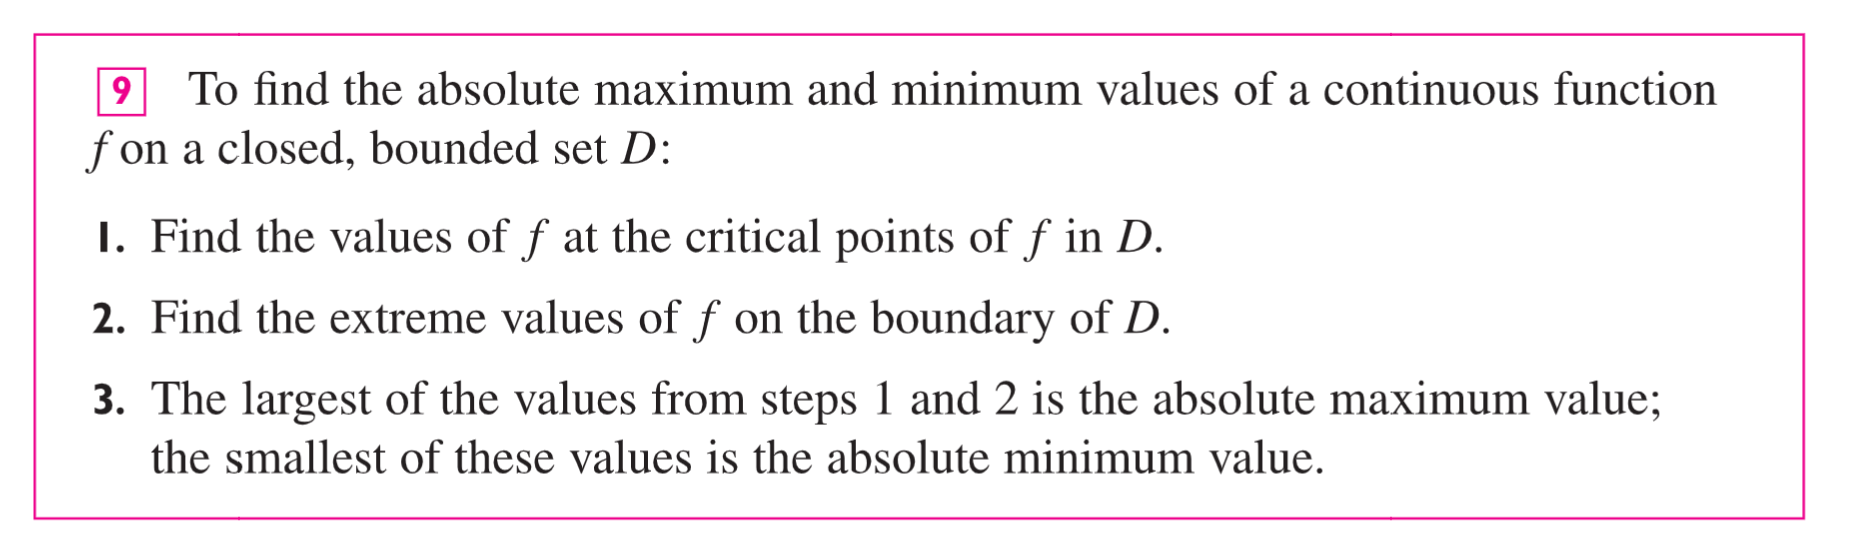 9 To find the absolute maximum and minimum values of a continuous function
f on a closed, bounded set D:
1. Find the values of f at the critical points of f in D.
2. Find the extreme values of f on the boundary of D.
3. The largest of the values from steps 1 and 2 is the absolute maximum value;
the smallest of these values is the absolute minimum value.